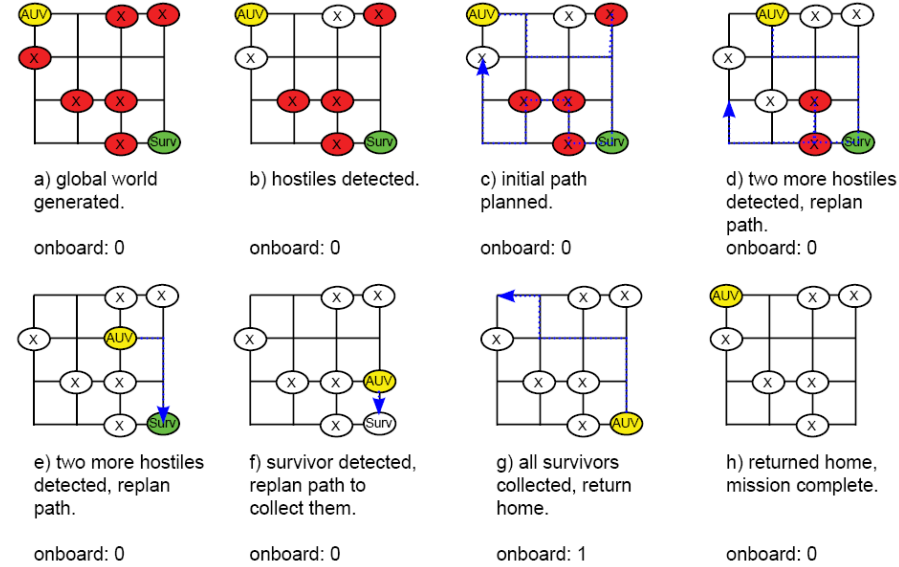 AUV X X
X
X X
X Surv
a) global world
generated.
onboard: 0
AUV X X
X
X X
X Surv
b) hostiles detected.
onboard: 0
AUV X X
X
X X
X Surv
c) initial path
planned.
onboard: 0
AUV X X
X
X X
X Surv
d) two more hostiles
detected, replan
path.
onboard: 0
X X
X AUV
X X
X Surv
e) two more hostiles
detected, replan
path.
onboard: 0
X X
X
X X AUV
X Surv
f) survivor detected,
replan path to
collect them.
onboard: 0
X X
X
X X
X AUV
g) all survivors
collected, return
home.
onboard: 1
AUV X X
X
X X
X
h) returned home,
mission complete.
onboard: 0